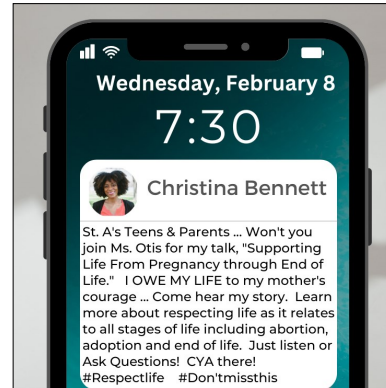 Wednesday, February 8
7:30
Christina Bennett
St. A's Teens & Parents ... Won't you
join Ms. Otis for my talk, "Supporting
Life From Pregnancy through End of
Life."   I OWE MY LIFE to my mother's
courage ... Come hear my story.  Learn
more about respecting life as it relates
to all stages of life including abortion,
adoption and end of life.  Just listen or
Ask Questions!  CYA there!
#Respectlife    #Don'tmissthis